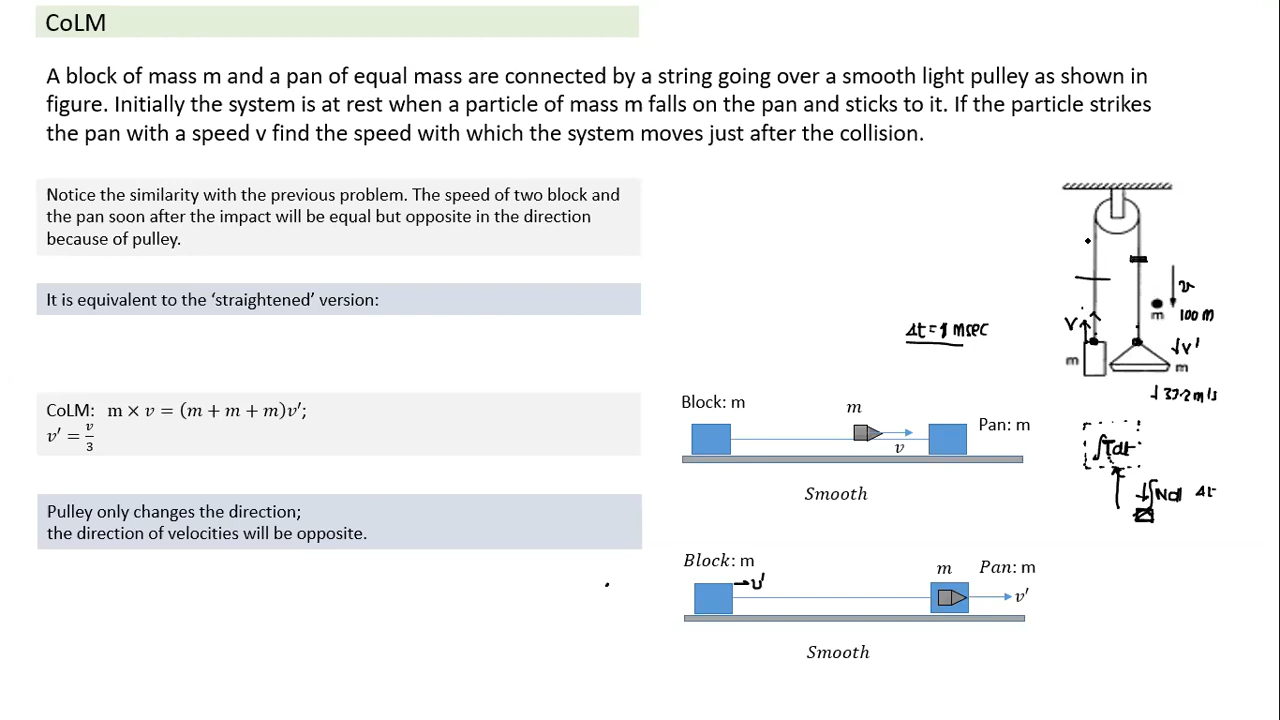 CoLM
A block of mass m and a pan of equal mass are connected by a string going over a smooth light pulley as shown in
figure. Initially the system is at rest when a particle of mass m falls on the pan and sticks to it. If the particle strikes
the pan with a speed v find the speed with which the system moves just after the collision.
Notice the similarity with the previous problem. The speed of two block and
the pan soon after the impact will be equal but opposite in the direction
because of pulley.
It is equivalent to the ‘straightened’ version:
CoLM: m × v = (m + m + m)v′;
v′ = v/3
Pulley only changes the direction;
the direction of velocities will be opposite.
Δt = 1 msec
v
m 100 m
v
↓v'
m
m
Block: m
m
Pan: m
v
Smooth
∫Tdt
↓∫Nd Δt
Block: m
m
Pan: m
→v'
v′
Smooth